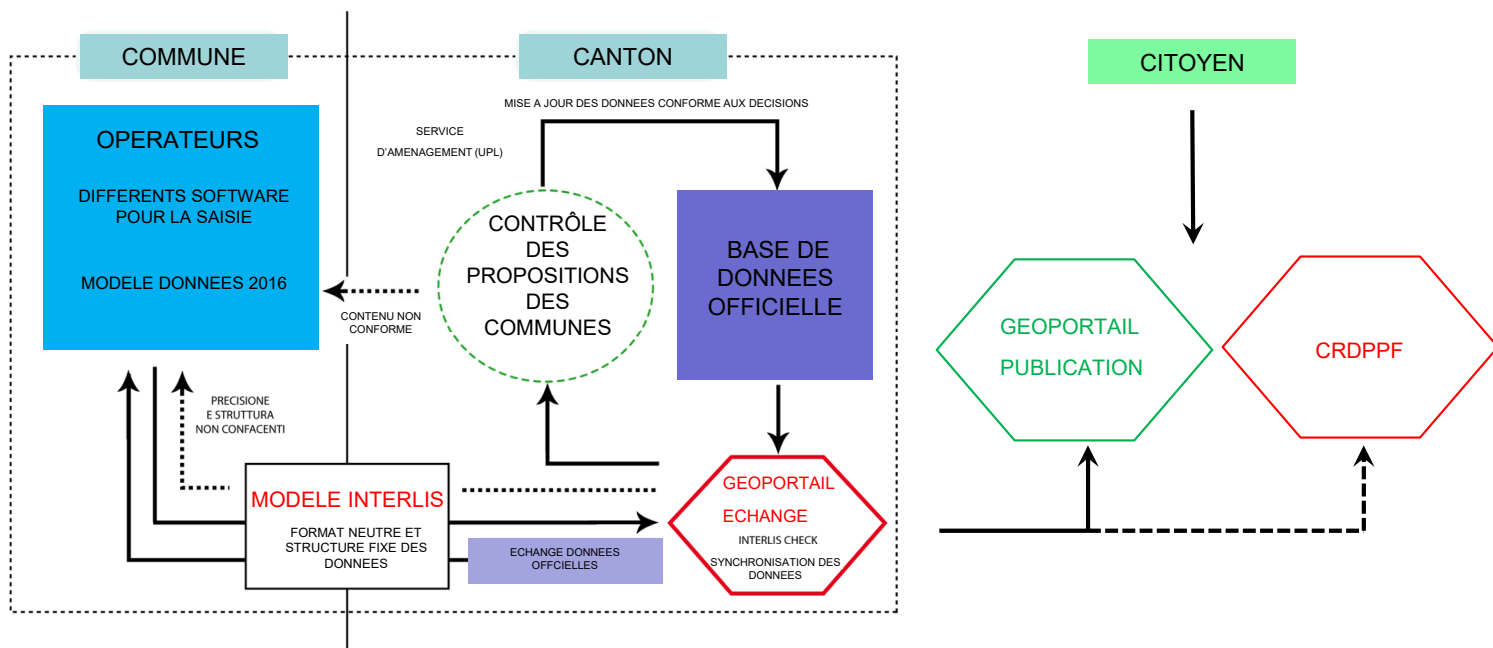 COMMUNE
CANTON
CITOYEN
OPERATEURS
DIFFERENTS SOFTWARE
POUR LA SAISIE
MODELE DONNEES 2016
MISE A JOUR DES DONNEES CONFORME AUX DECISIONS
SERVICE
D'AMENAGEMENT (UPL)
CONTRÔLE
DES
PROPOSITIONS
DES
COMMUNES
BASE DE
DONNEES
OFFICIELLE
CONTENU NON
CONFORME
PRECISIONE
E STRUTTURA
NON CONFACENTI
MODELE INTERLIS
FORMAT NEUTRE ET
STRUCTURE FIXE DES
DONNEES
ECHANGE DONNEES
OFFCIELLES
GEOPORTAIL
ECHANGE
INTERLIS CHECK
SYNCHRONISATION DES
DONNEES
GEOPORTAIL
PUBLICATION
CRDPPF